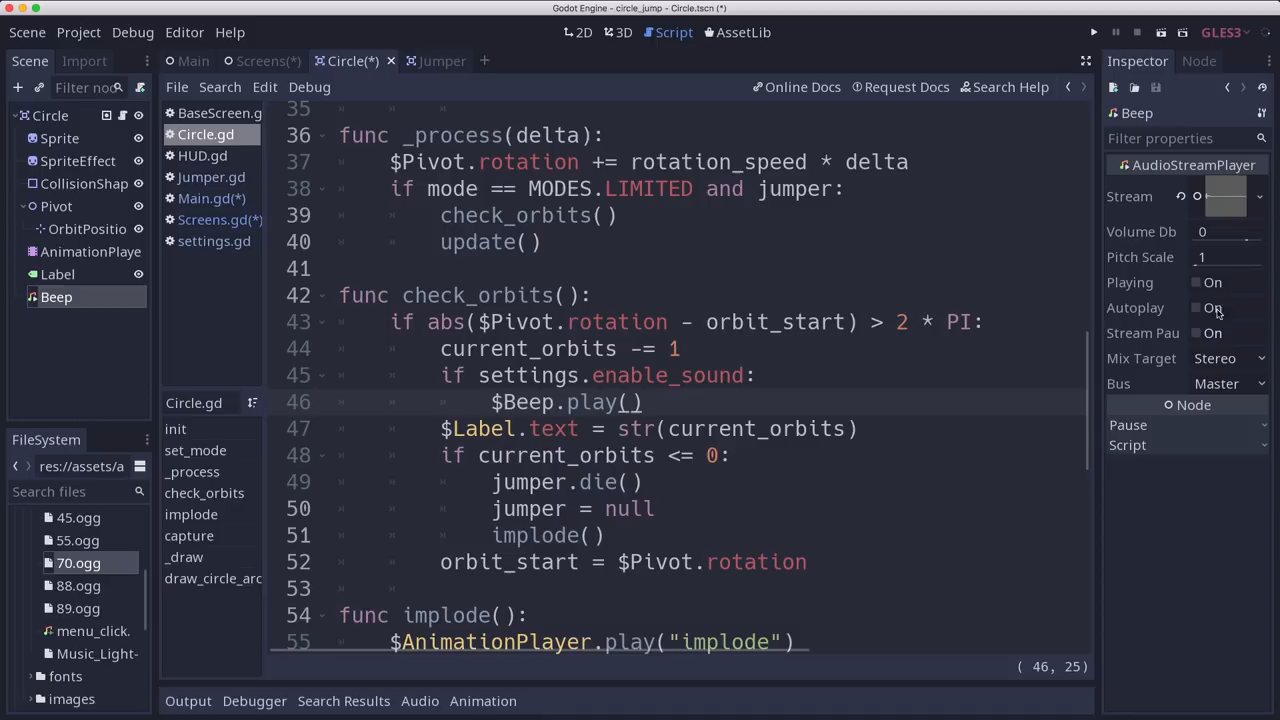 Godot Engine - circle_jump - Circle.tscn (*)
Scene Project Debug Editor Help
2D 3D Script AssetLib
GLES3
Scene Import
Main Screens(*) Circle(*) Jumper
Inspector Node
Filter noc
File Search Edit Debug
Online Docs Request Docs Search Help
Circle
Sprite
SpriteEffect
CollisionShap
Pivot
OrbitPositio
AnimationPlaye
Label
Beep
BaseScreen.g
Circle.gd
HUD.gd
Jumper.gd
Main.gd(*)
Screens.gd(*)
settings.gd
Circle.gd
init
set_mode
_process
check_orbits
implode
capture
_draw
draw_circle_arc
35
36 func _process(delta):
37 $Pivot.rotation += rotation_speed * delta
38 if mode == MODES.LIMITED and jumper:
39 check_orbits()
40 update()
41
42 func check_orbits():
43 if abs($Pivot.rotation - orbit_start) > 2 * PI:
44 current_orbits -= 1
45 if settings.enable_sound:
46 $Beep.play()
47 $Label.text = str(current_orbits)
48 if current_orbits <= 0:
49 jumper.die()
50 jumper = null
51 implode()
52 orbit_start = $Pivot.rotation
53
54 func implode():
55 $AnimationPlayer.play("implode")
( 46, 25)
FileSystem
res://assets/a
Search files
45.ogg
55.ogg
70.ogg
88.ogg
89.ogg
menu_click.
Music_Light-
fonts
images
Beep
Filter properties
AudioStreamPlayer
Stream
Volume Db 0
Pitch Scale 1
Playing On
Autoplay On
Stream Pau On
Mix Target Stereo
Bus Master
Node
Pause
Script
Output Debugger Search Results Audio Animation